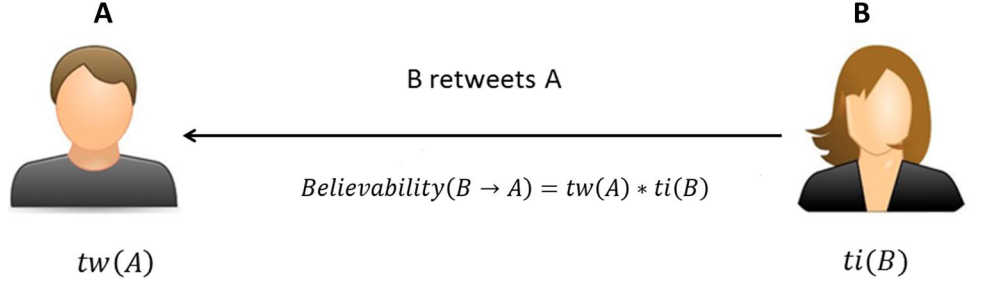 A B
B retweets A
Believability(B → A) = tw(A) * ti(B)
tw(A) ti(B)